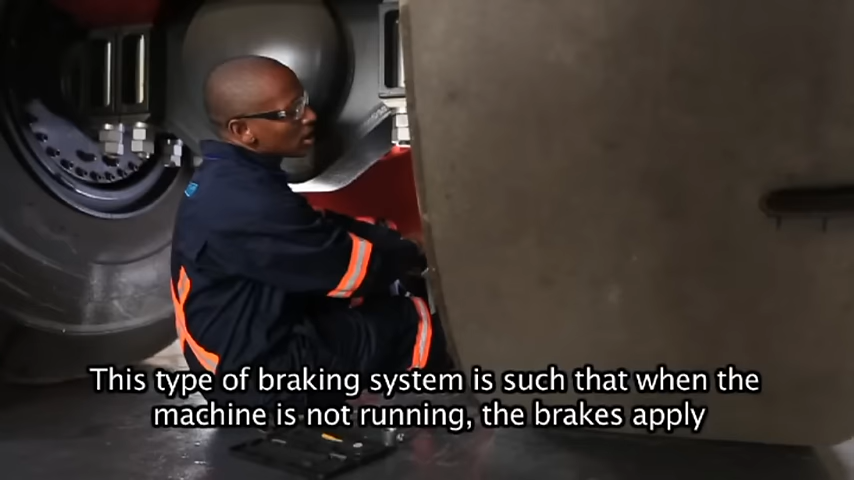 This type of braking system is such that when the
machine is not running, the brakes apply